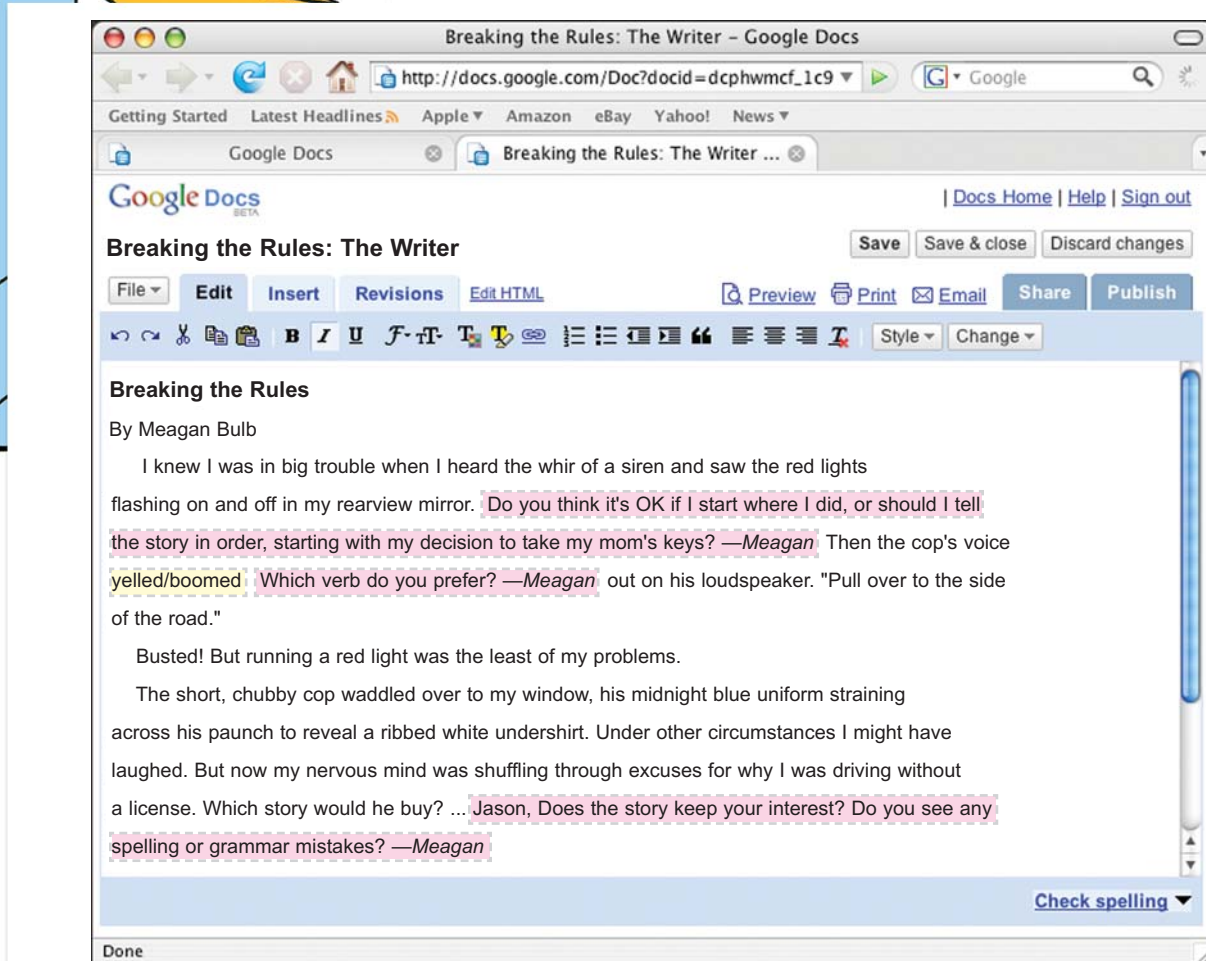 Breaking the Rules: The Writer – Google Docs
http://docs.google.com/Doc?docid=dcphwmcf_1c9
G Google
Getting Started Latest Headlines Apple Amazon eBay Yahoo! News
Google Docs Breaking the Rules: The Writer ...
Google Docs BETA
| Docs Home | Help | Sign out
Breaking the Rules: The Writer
Save Save & close Discard changes
File Edit Insert Revisions Edit HTML Preview Print Email Share Publish
B I U F TT T T T Style Change
Breaking the Rules
By Meagan Bulb
I knew I was in big trouble when I heard the whir of a siren and saw the red lights
flashing on and off in my rearview mirror. Do you think it's OK if I start where I did, or should I tell
the story in order, starting with my decision to take my mom's keys? —Meagan Then the cop's voice
yelled/boomed Which verb do you prefer? —Meagan out on his loudspeaker. "Pull over to the side
of the road."
Busted! But running a red light was the least of my problems.
The short, chubby cop waddled over to my window, his midnight blue uniform straining
across his paunch to reveal a ribbed white undershirt. Under other circumstances I might have
laughed. But now my nervous mind was shuffling through excuses for why I was driving without
a license. Which story would he buy? ... Jason, Does the story keep your interest? Do you see any
spelling or grammar mistakes? —Meagan
Check spelling
Done